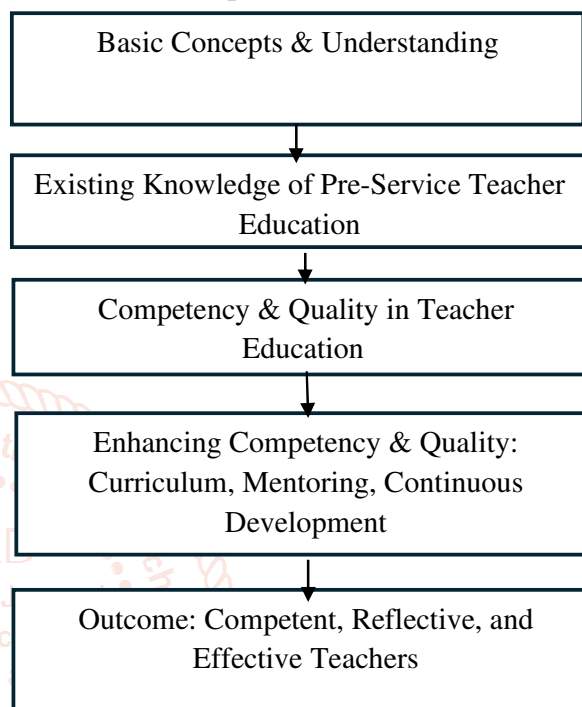 Basic Concepts & Understanding
Existing Knowledge of Pre-Service Teacher
Education
Competency & Quality in Teacher
Education
Enhancing Competency & Quality:
Curriculum, Mentoring, Continuous
Development
Outcome: Competent, Reflective, and
Effective Teachers